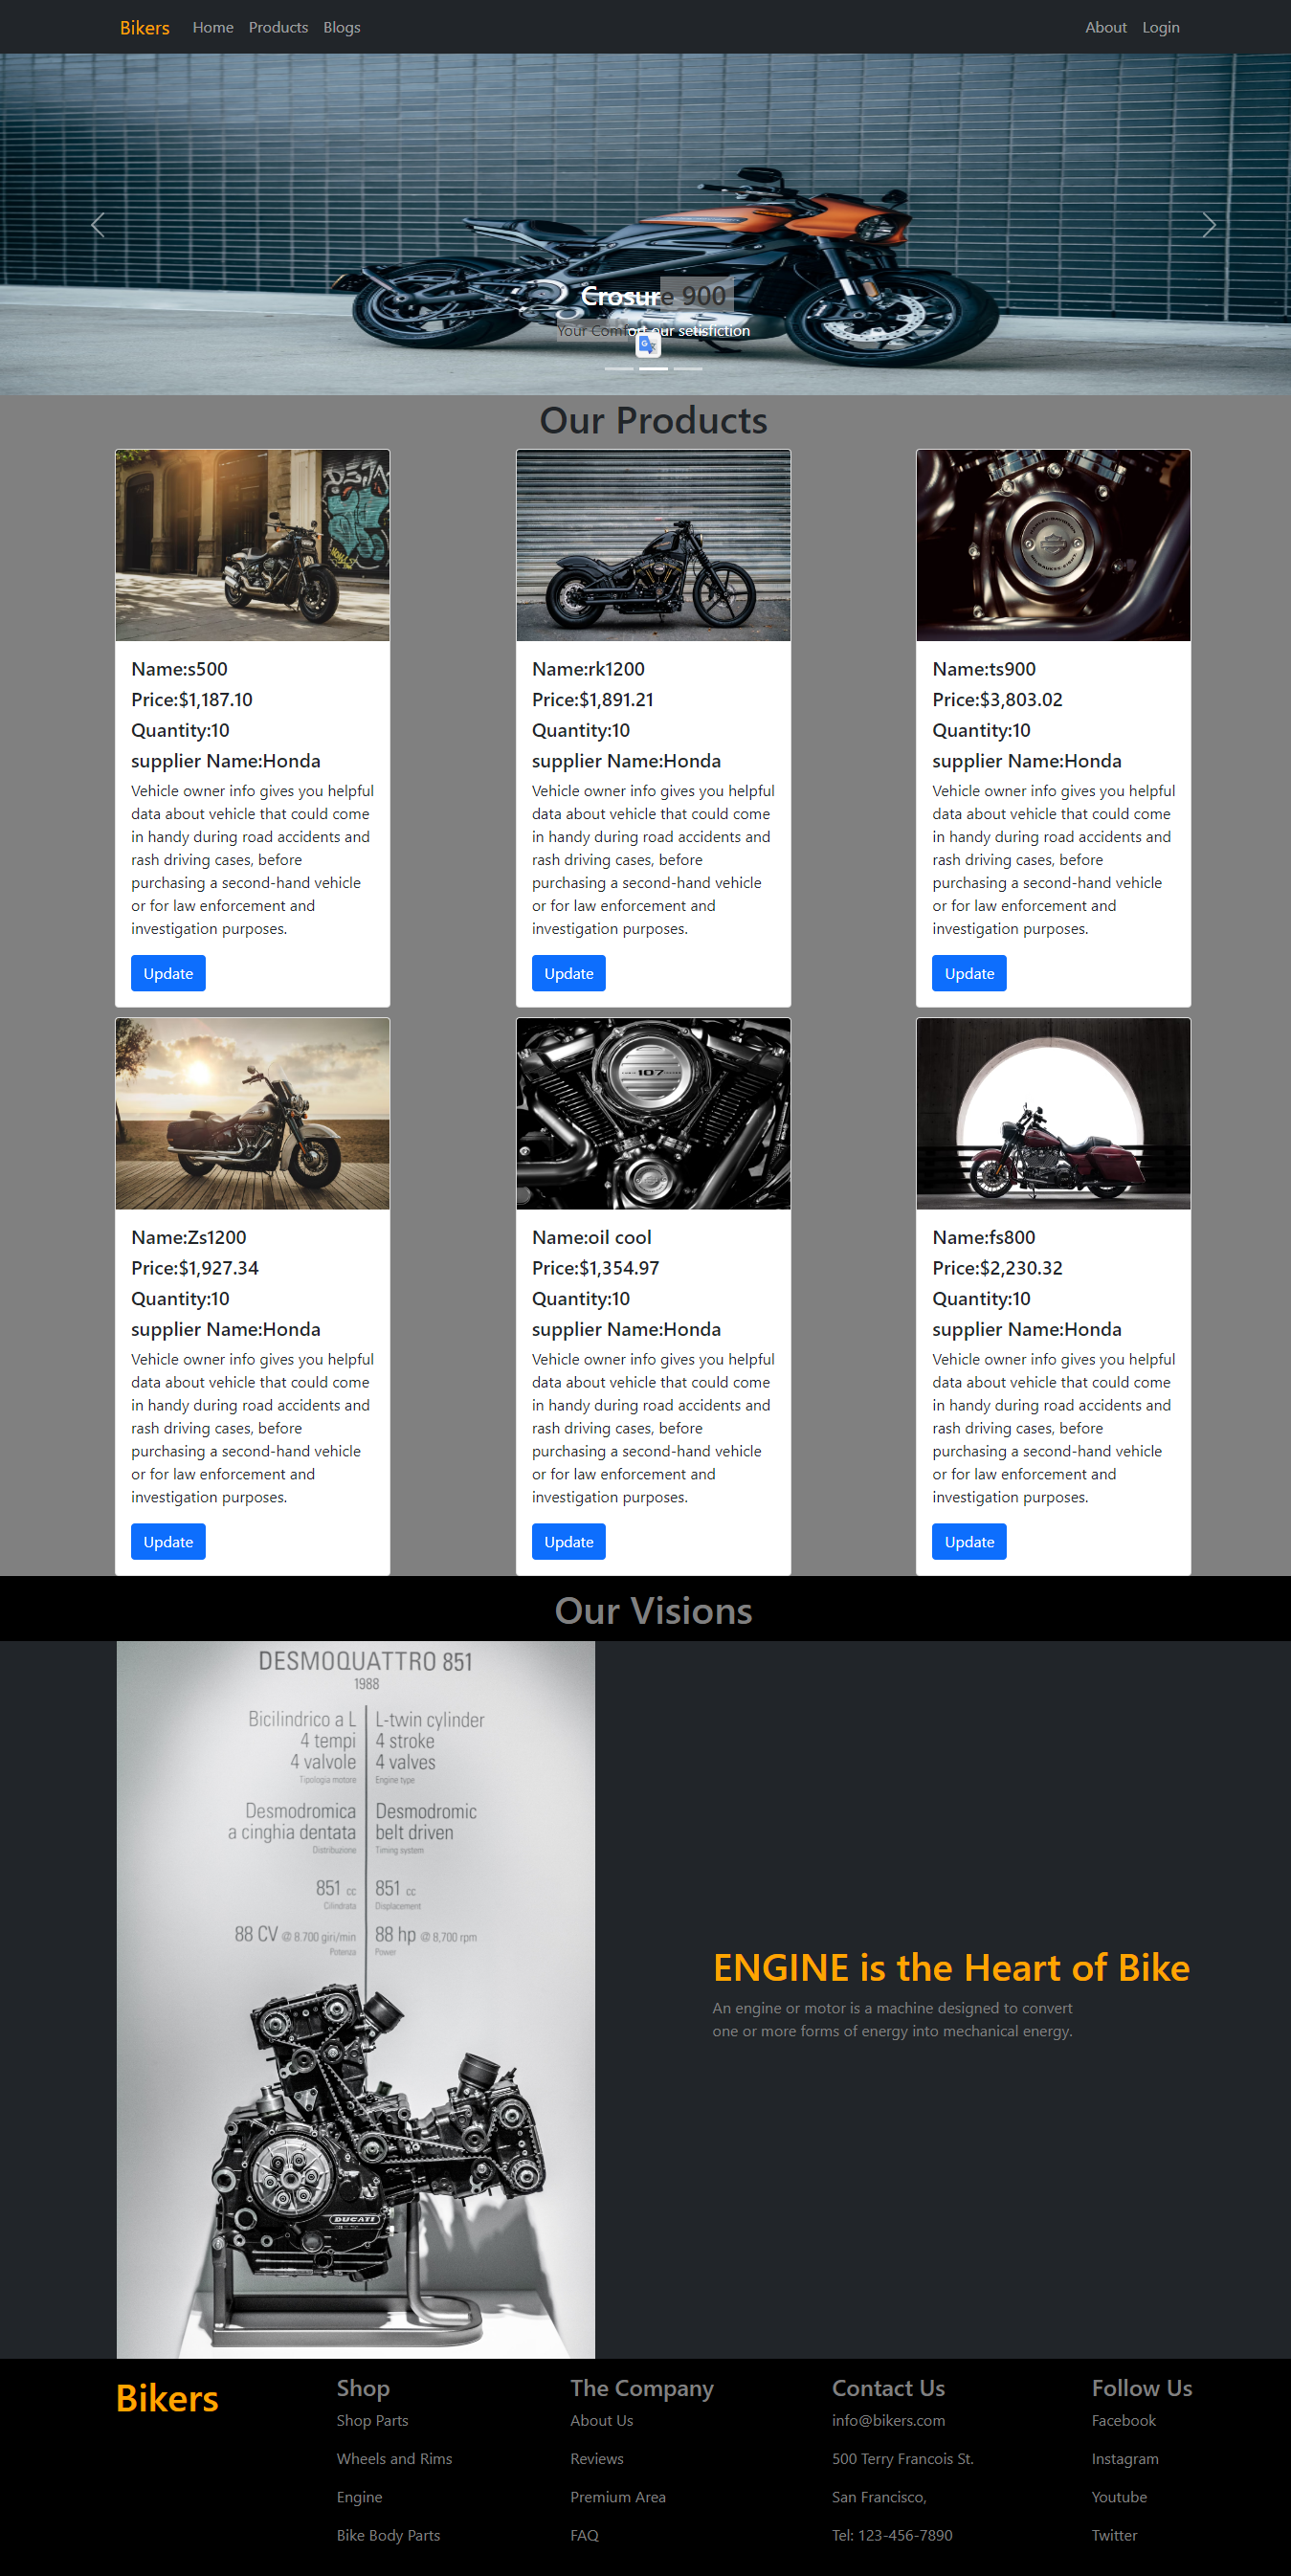 Bikers Home Products Blogs About Login
Crosure 900
Your Comfort our setisfiction
Our Products
Name:s500
Price:$1,187.10
Quantity:10
supplier Name:Honda
Vehicle owner info gives you helpful
data about vehicle that could come
in handy during road accidents and
rash driving cases, before
purchasing a second-hand vehicle
or for law enforcement and
investigation purposes.
Update
Name:rk1200
Price:$1,891.21
Quantity:10
supplier Name:Honda
Vehicle owner info gives you helpful
data about vehicle that could come
in handy during road accidents and
rash driving cases, before
purchasing a second-hand vehicle
or for law enforcement and
investigation purposes.
Update
Name:ts900
Price:$3,803.02
Quantity:10
supplier Name:Honda
Vehicle owner info gives you helpful
data about vehicle that could come
in handy during road accidents and
rash driving cases, before
purchasing a second-hand vehicle
or for law enforcement and
investigation purposes.
Update
Name:Zs1200
Price:$1,927.34
Quantity:10
supplier Name:Honda
Vehicle owner info gives you helpful
data about vehicle that could come
in handy during road accidents and
rash driving cases, before
purchasing a second-hand vehicle
or for law enforcement and
investigation purposes.
Update
107
Name:oil cool
Price:$1,354.97
Quantity:10
supplier Name:Honda
Vehicle owner info gives you helpful
data about vehicle that could come
in handy during road accidents and
rash driving cases, before
purchasing a second-hand vehicle
or for law enforcement and
investigation purposes.
Update
Name:fs800
Price:$2,230.32
Quantity:10
supplier Name:Honda
Vehicle owner info gives you helpful
data about vehicle that could come
in handy during road accidents and
rash driving cases, before
purchasing a second-hand vehicle
or for law enforcement and
investigation purposes.
Update
Our Visions
DESMOQUATTRO 851
1988
Bicilindrico a L
4 tempi
4 valvole
Tipologia motore
L-twin cylinder
4 stroke
4 valves
Engine type
Desmodromica
a cinghia dentata
Distribuzione
Desmodromic
belt driven
Timing system
851 cc
Cilindrata
851 cc
Displacement
88 CV @ 8.700 giri/min
Potenza
88 hp @ 8,700 rpm
Power
DUCATI
ENGINE is the Heart of Bike
An engine or motor is a machine designed to convert
one or more forms of energy into mechanical energy.
Bikers
Shop
Shop Parts
Wheels and Rims
Engine
Bike Body Parts
The Company
About Us
Reviews
Premium Area
FAQ
Contact Us
info@bikers.com
500 Terry Francois St.
San Francisco,
Tel: 123-456-7890
Follow Us
Facebook
Instagram
Youtube
Twitter